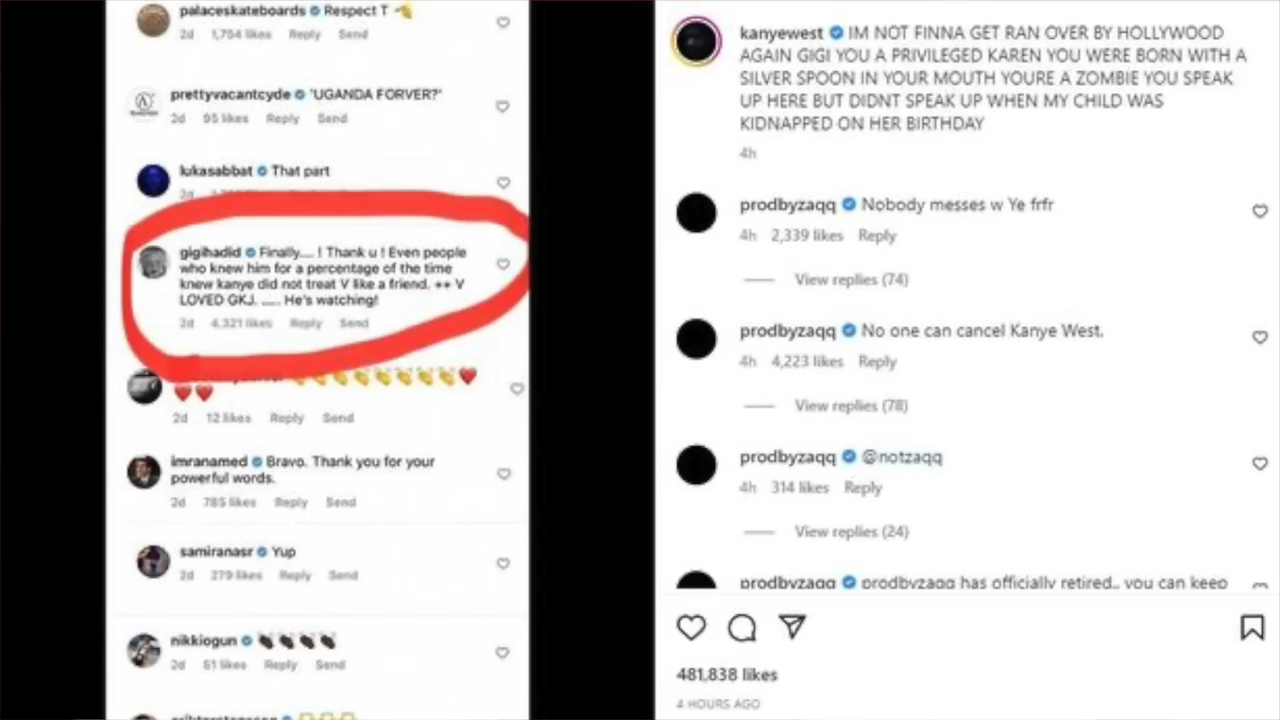 palaceskateboards Respect T
2d 1,754 likes Reply Send
prettyvacantcyde 'UGANDA FORVER?'
2d 95 likes Reply Send
lukasabbat That part
2d
gigihadid Finally.... ! Thank u ! Even people
who knew him for a percentage of the time
knew kanye did not treat V like a friend. ++ V
LOVED GKJ. ..... He's watching!
2d 4,321 likes Reply Send
2d 12 likes Reply Send
imranamed Bravo. Thank you for your
powerful words.
2d 785 likes Reply Send
samiranasr Yup
2d 279 likes Reply Send
nikkiogun
2d 51 likes Reply Send
kanyewest IM NOT FINNA GET RAN OVER BY HOLLYWOOD
AGAIN GIGI YOU A PRIVILEGED KAREN YOU WERE BORN WITH A
SILVER SPOON IN YOUR MOUTH YOURE A ZOMBIE YOU SPEAK
UP HERE BUT DIDNT SPEAK UP WHEN MY CHILD WAS
KIDNAPPED ON HER BIRTHDAY
4h
prodbyzaqq Nobody messes w Ye frfr
4h 2,339 likes Reply
View replies (74)
prodbyzaqq No one can cancel Kanye West.
4h 4,223 likes Reply
View replies (78)
prodbyzaqq @notzaqq
4h 314 likes Reply
View replies (24)
prodbyzaqq prodbyzaqq has officially retired.. you can keep
481,838 likes
4 HOURS AGO